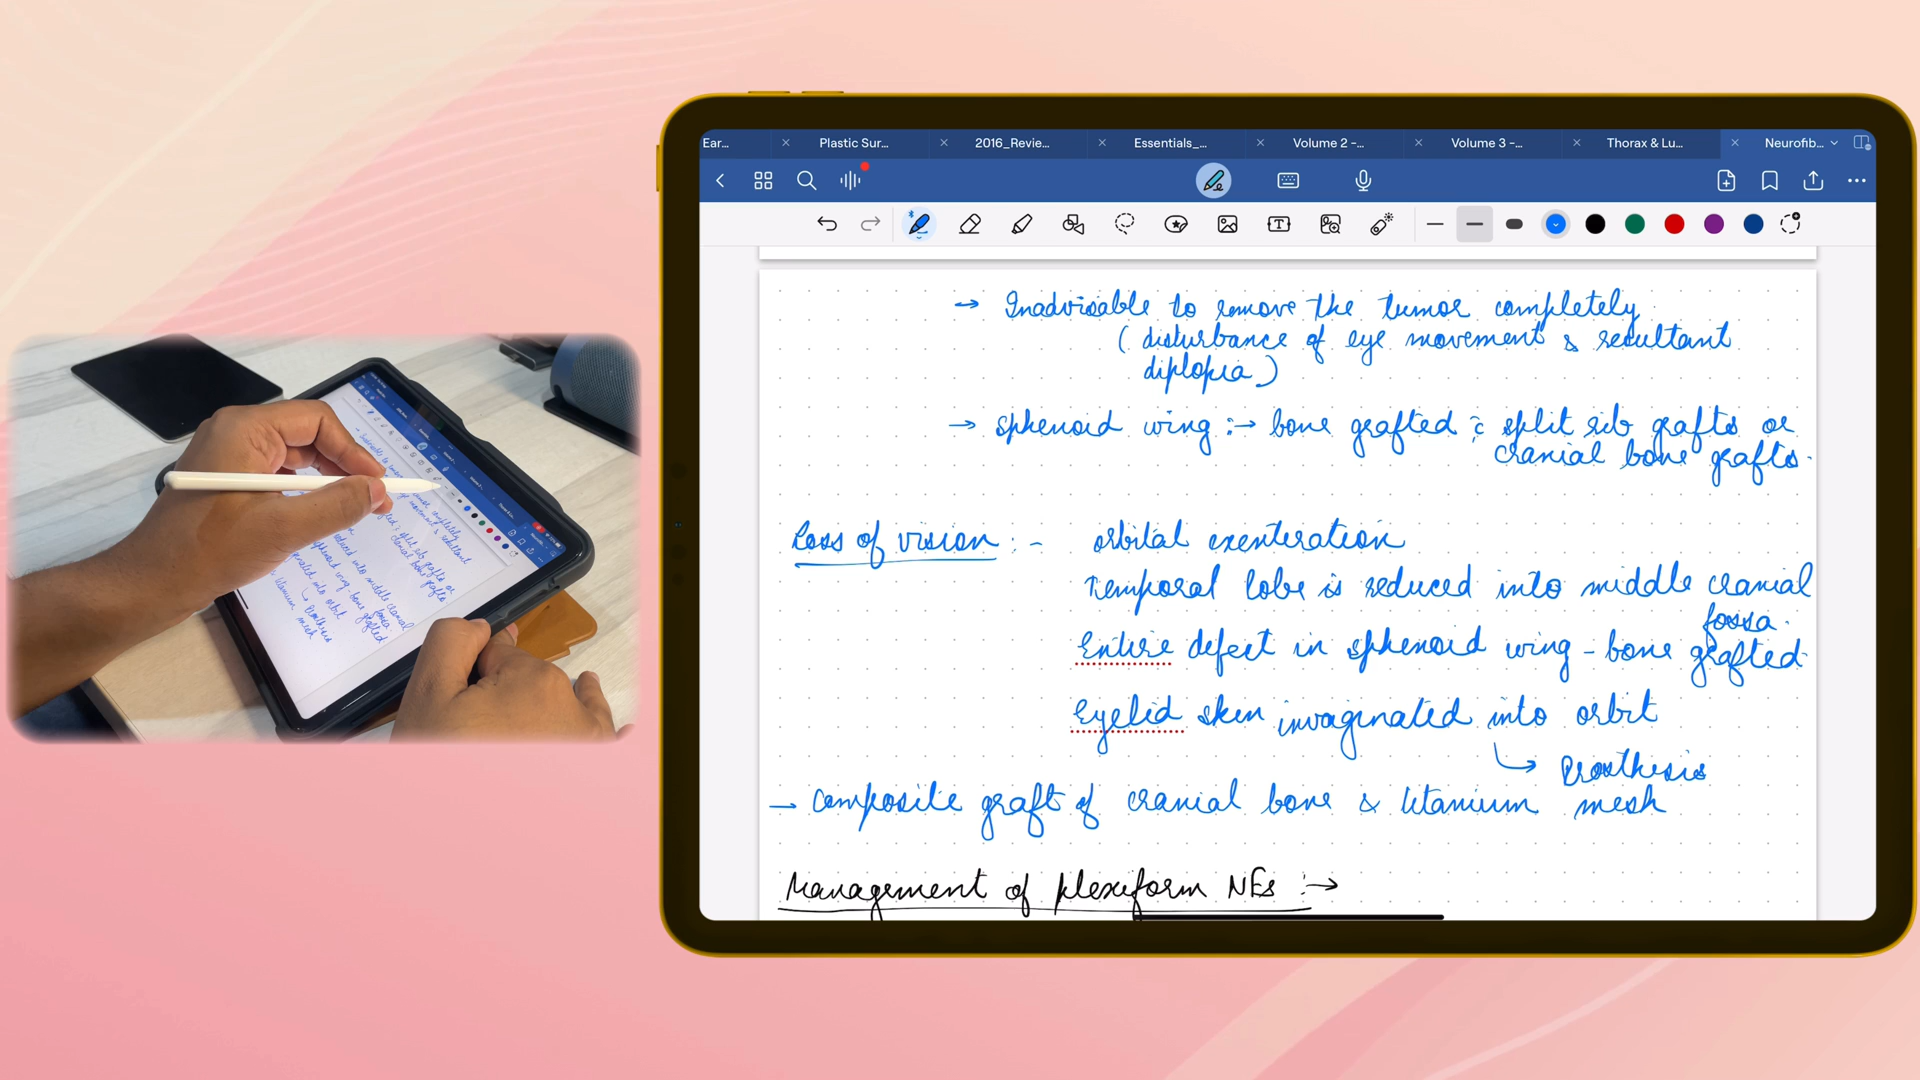 Ear...
Plastic Sur...
2016_Revie...
Essentials_...
Volume 2 -...
Volume 3 -...
Thorax & Lu...
Neurofib...
→ Inadvisable to remove the tumor completely
(disturbance of eye movement & resultant
diplopia)
→ sphenoid wing :→ bone grafted c̄ split rib grafts or
cranial bone grafts.
Loss of vision :- orbital exenteration
Temporal lobe is reduced into middle cranial
fossa.
Entire defect in sphenoid wing - bone grafted.
Eyelid skin invaginated into orbit
↳ Prosthesis
→ composite graft of cranial bone & titanium mesh
Management of plexiform NFs :→